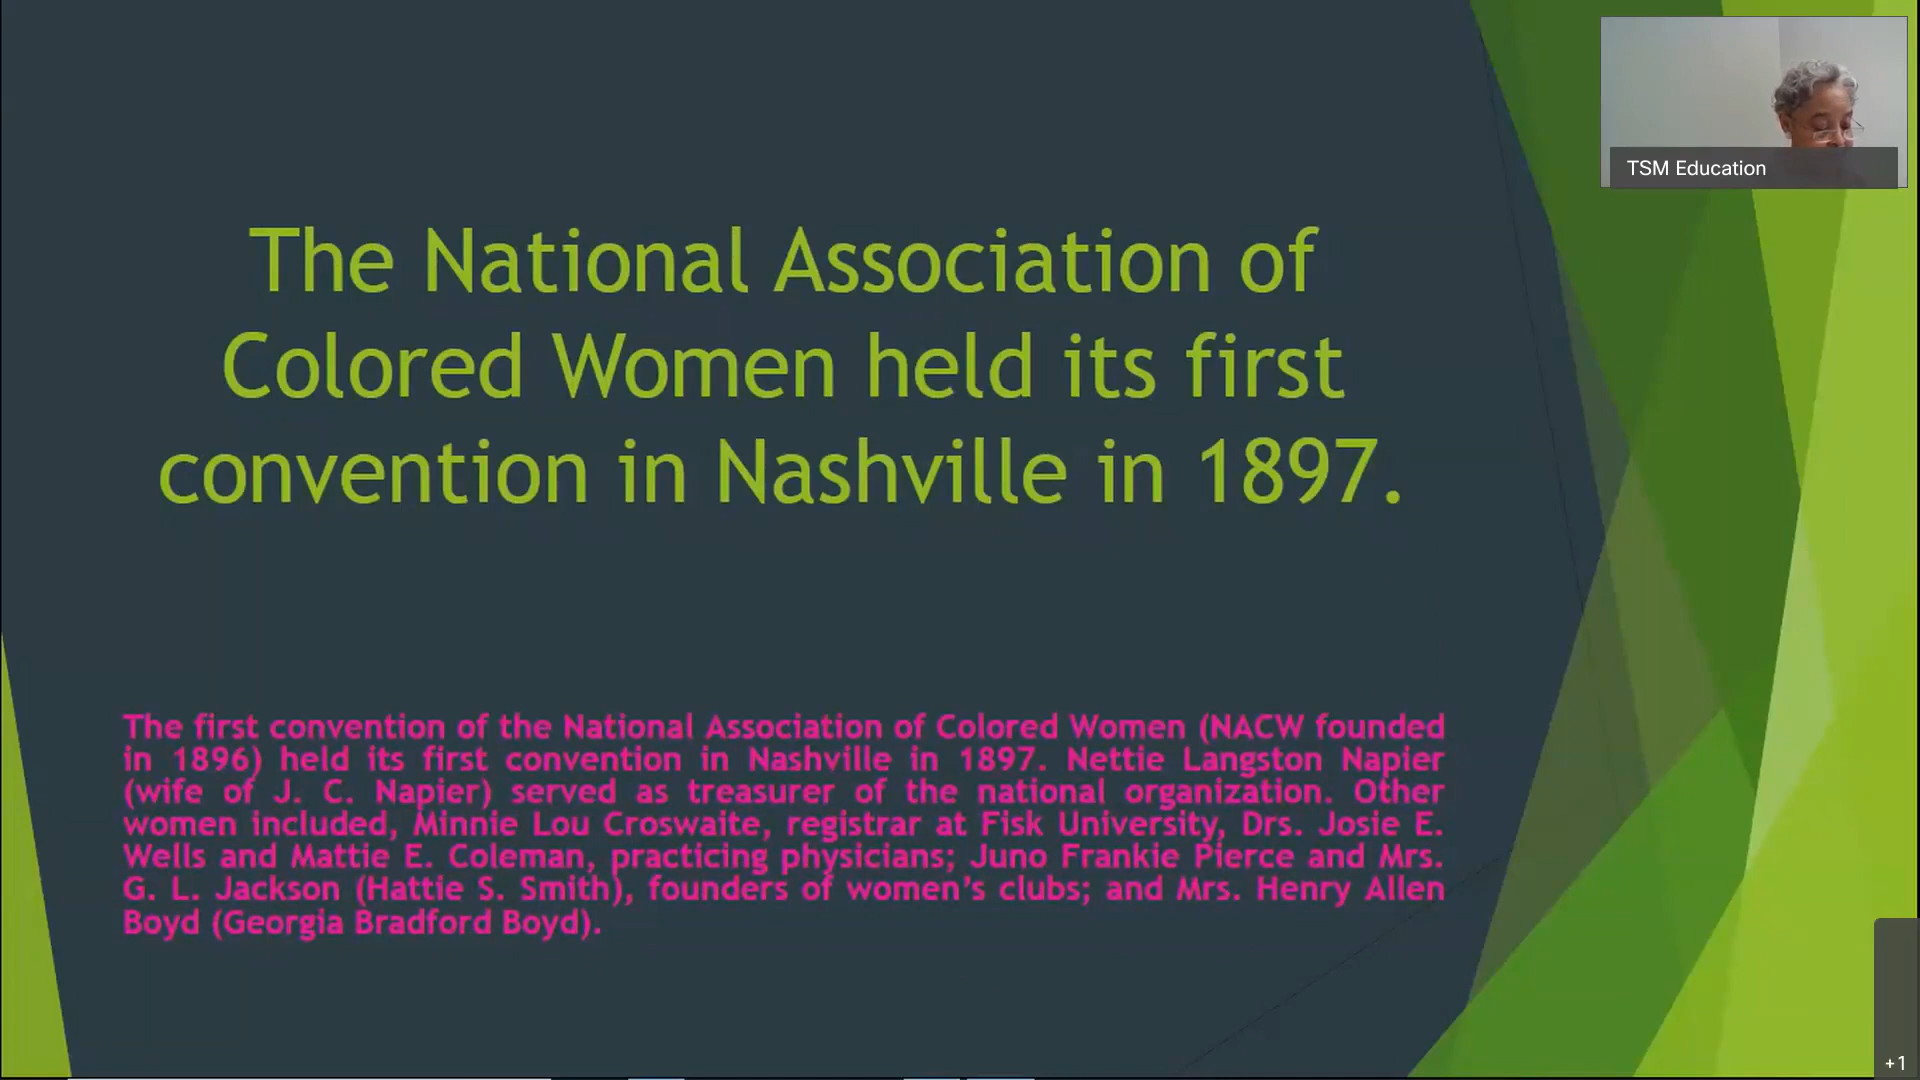 The National Association of
Colored Women held its first
convention in Nashville in 1897.
The first convention of the National Association of Colored Women (NACW founded
in 1896) held its first convention in Nashville in 1897. Nettie Langston Napier
(wife of J. C. Napier) served as treasurer of the national organization. Other
women included, Minnie Lou Croswaite, registrar at Fisk University, Drs. Josie E.
Wells and Mattie E. Coleman, practicing physicians; Juno Frankie Pierce and Mrs.
G. L. Jackson (Hattie S. Smith), founders of women’s clubs; and Mrs. Henry Allen
Boyd (Georgia Bradford Boyd).
TSM Education
+1